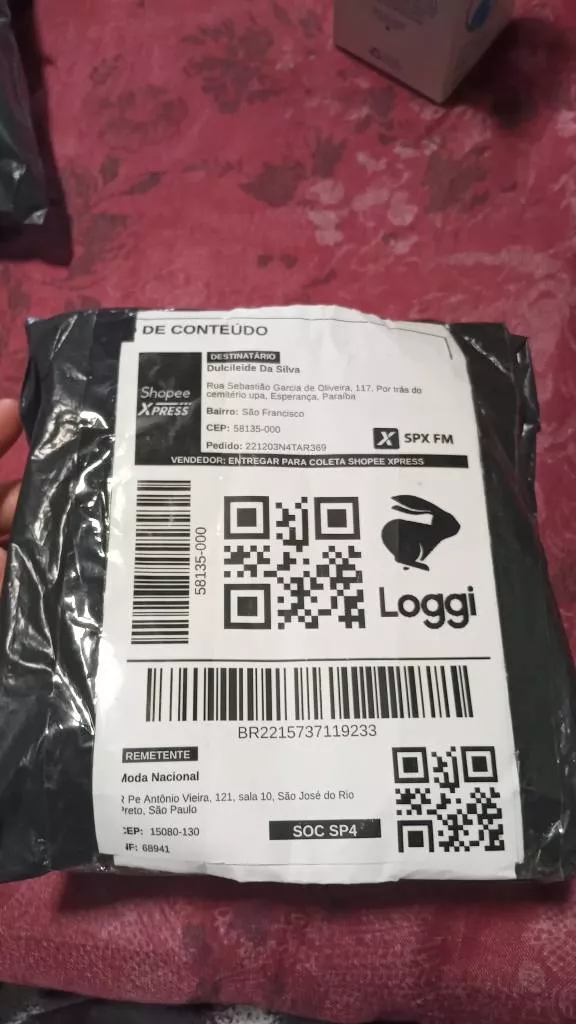 DE CONTEÚDO
DESTINATÁRIO
Dulcileide Da Silva
Rua Sebastião Garcia de Oliveira, 117, Por trás do
cemitério upa, Esperança, Paraíba
Bairro: São Francisco
CEP: 58135-000
Pedido: 221203N4TAR369
Shopee
XPRESS
X SPX FM
VENDEDOR: ENTREGAR PARA COLETA SHOPEE XPRESS
58135-000
Loggi
BR2215737119233
REMETENTE
Moda Nacional
R Pe Antônio Vieira, 121, sala 10, São José do Rio
Preto, São Paulo
CEP: 15080-130
NF: 68941
SOC SP4